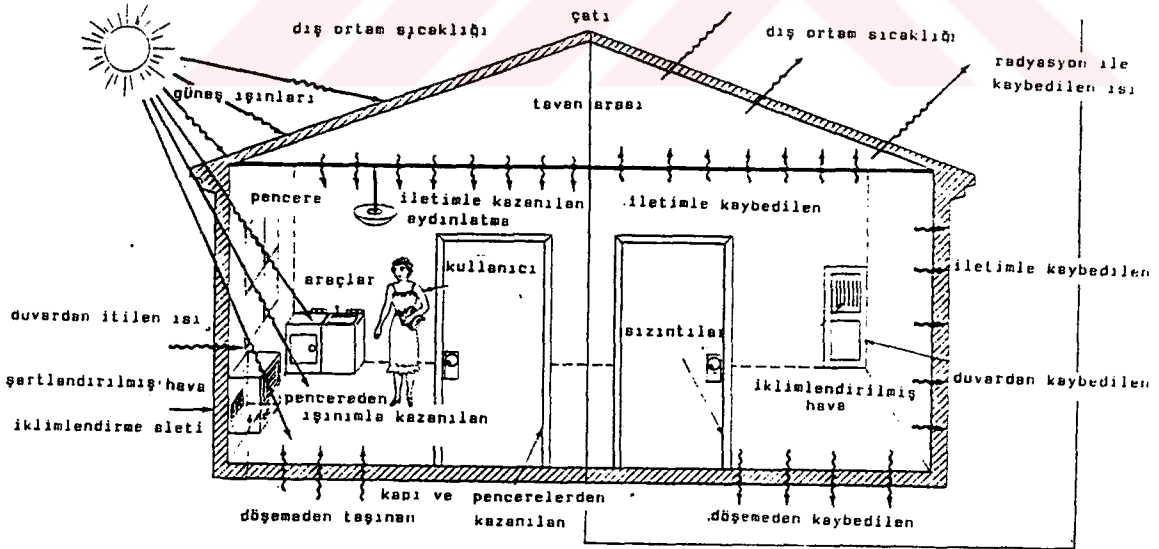 çatı
dış ortam sıcaklığı
dış ortam sıcaklığı
radyasyon ile
kaybedilen ısı
güneş ışınları
tavan arası
pencere
iletimle kazanılan
aydınlatma
iletimle kaybedilen
araçlar
kullanıcı
iletimle kaybedilen
duvardan itilen ısı
sızıntılar
şartlandırılmış hava
pencereden
ışınımla kazanılan
iklimlendirilmiş
hava
duvardan kaybedilen
iklimlendirme aleti
kapı ve pencerelerden
kazanılan
döşemeden taşınan
döşemeden kaybedilen